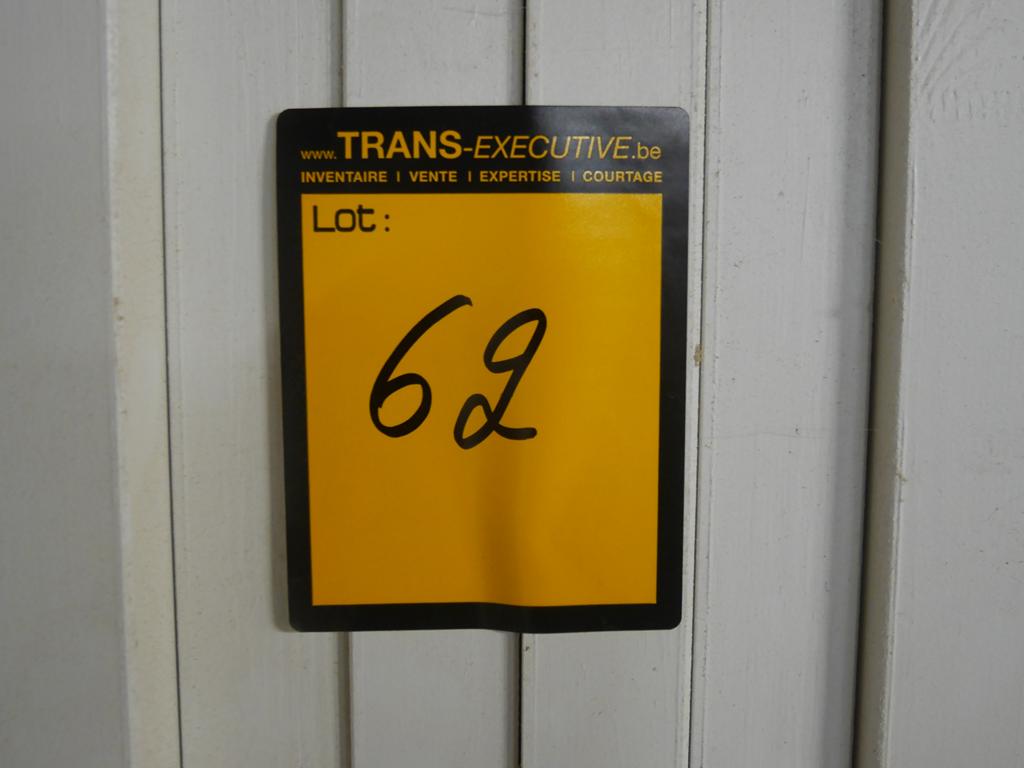 www.TRANS-EXECUTIVE.be
INVENTAIRE | VENTE | EXPERTISE | COURTAGE
Lot:
62